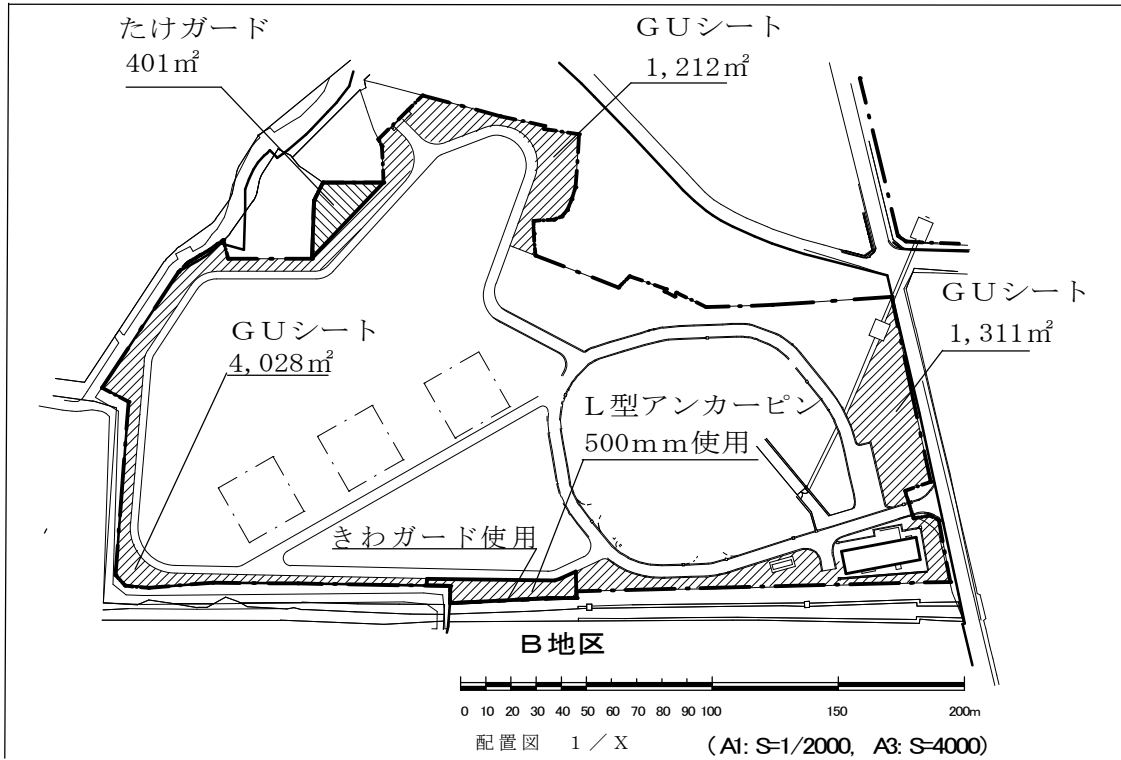 たけガード
401㎡
GUシート
1,212㎡
GUシート
1,311㎡
GUシート
4,028㎡
L型アンカーピン
500mm使用
きわガード使用
B地区
0 10 20 30 40 50 60 70 80 90 100 150 200m
配置図 1/X (A1: S=1/2000, A3: S=4000)